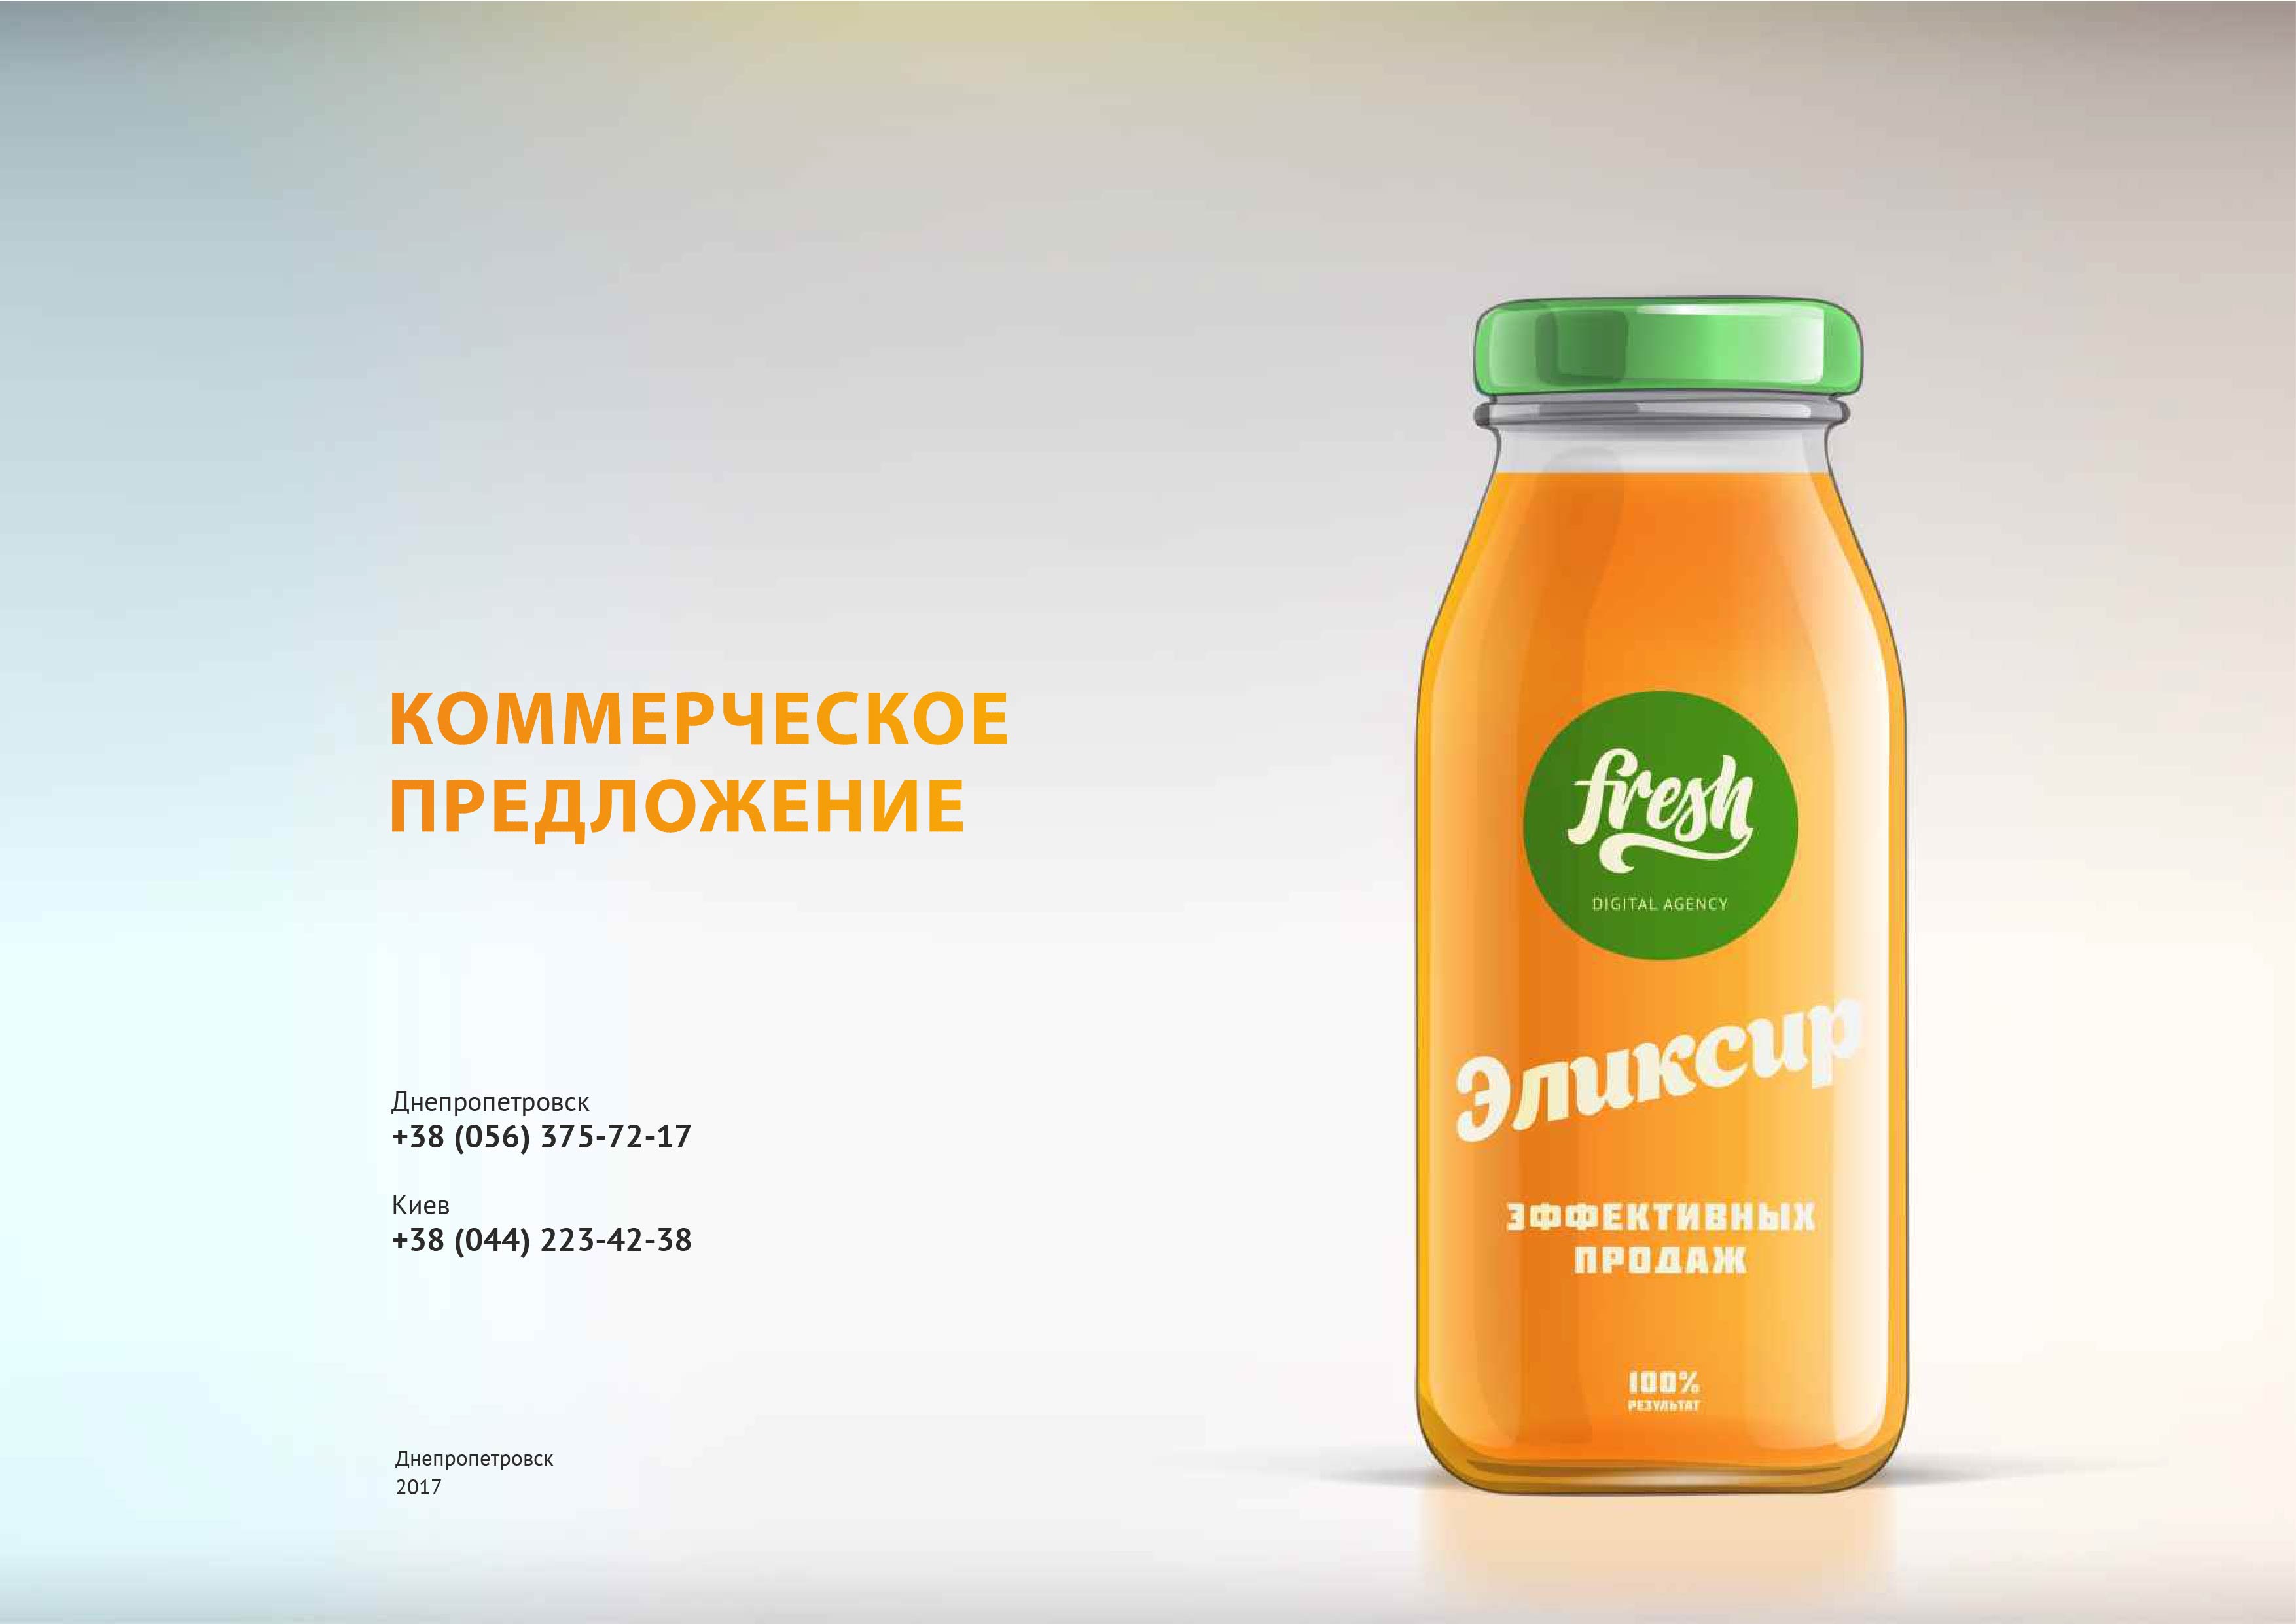 КОММЕРЧЕСКОЕ
ПРЕДЛОЖЕНИЕ
Днепропетровск
+38 (056) 375-72-17
Киев
+38 (044) 223-42-38
Днепропетровск
2017
fresh
DIGITAL AGENCY
Эликсир
ЭФФЕКТИВНЫХ
ПРОДАЖ
100%
РЕЗУЛЬТАТ